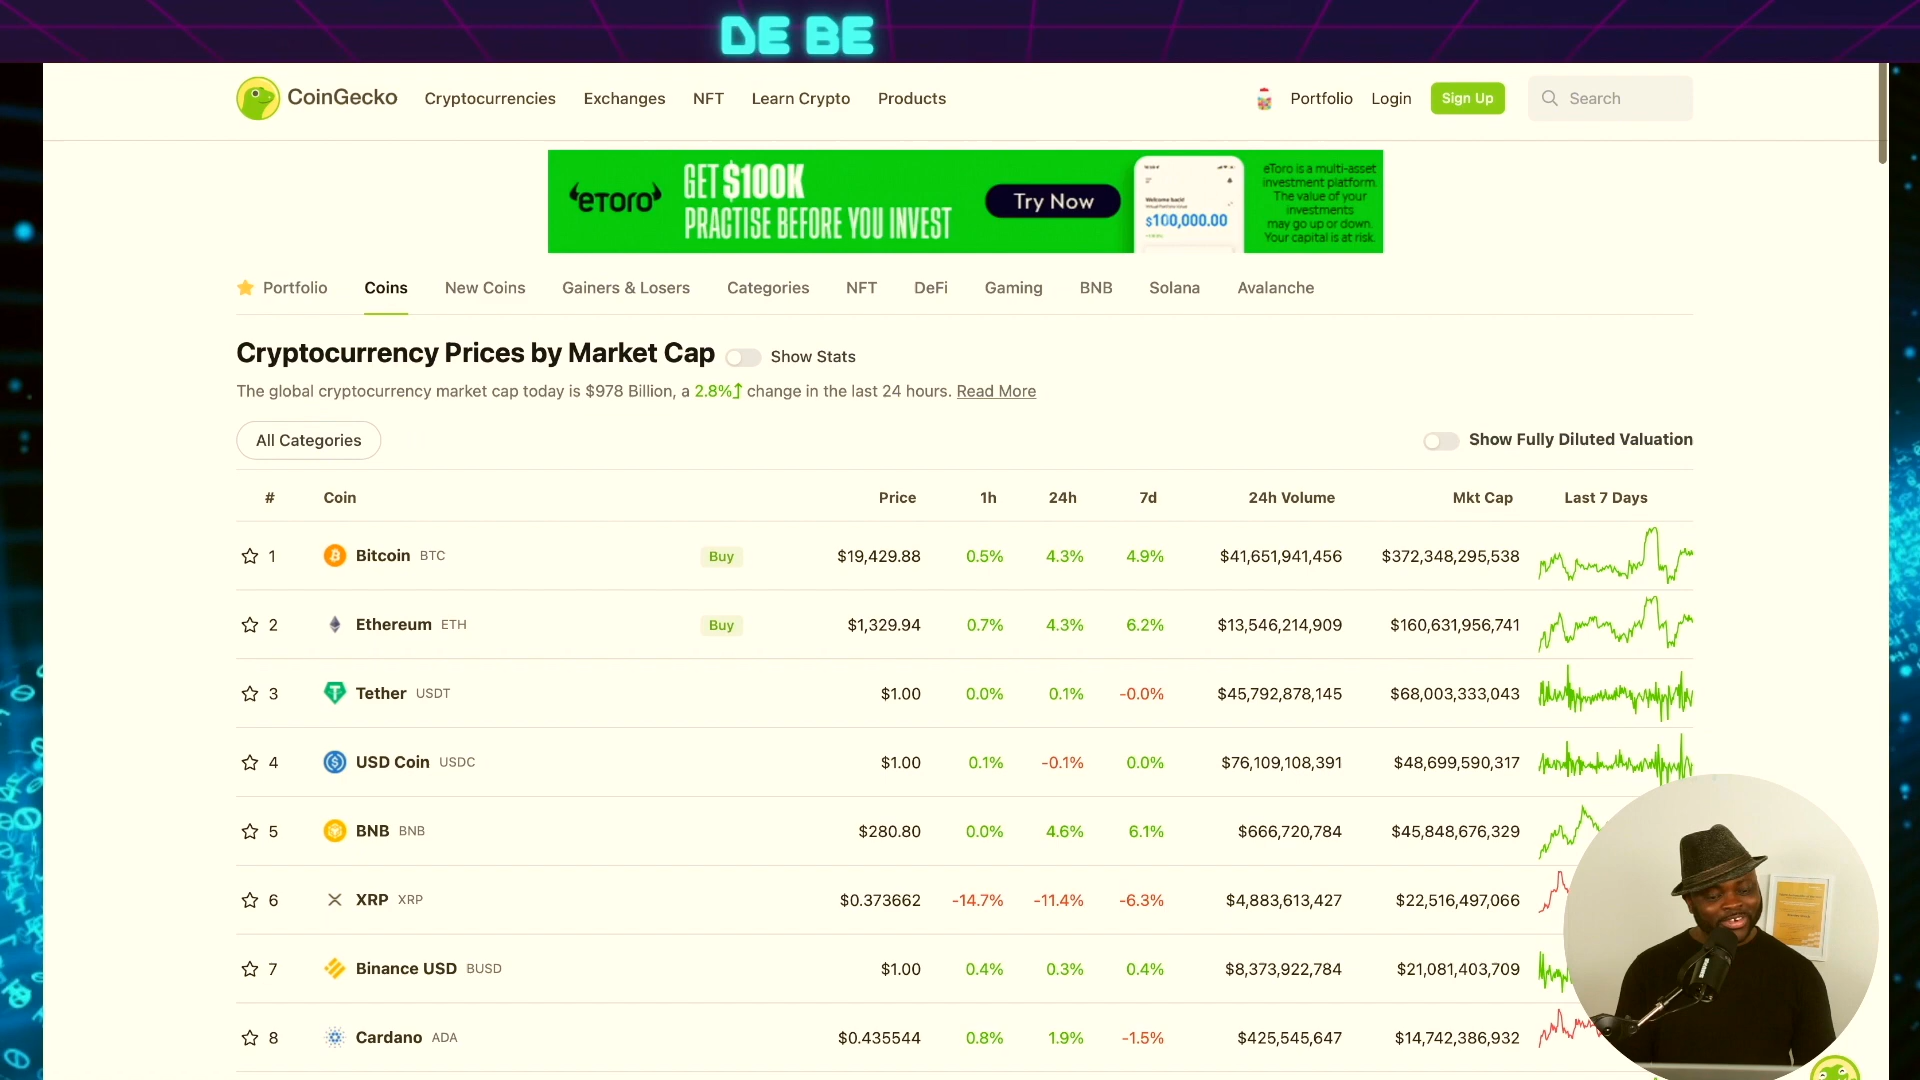 DE BE
CoinGecko Cryptocurrencies Exchanges NFT Learn Crypto Products Portfolio Login Sign Up Search
eToro GET $100K PRACTISE BEFORE YOU INVEST Try Now
$100,000.00
eToro is a multi-asset
investment platform.
The value of your
investments
may go up or down.
Your capital is at risk.
Portfolio Coins New Coins Gainers & Losers Categories NFT DeFi Gaming BNB Solana Avalanche
Cryptocurrency Prices by Market Cap Show Stats
The global cryptocurrency market cap today is $978 Billion, a 2.8% change in the last 24 hours. Read More
All Categories Show Fully Diluted Valuation
# Coin Price 1h 24h 7d 24h Volume Mkt Cap Last 7 Days
1 Bitcoin BTC Buy $19,429.88 0.5% 4.3% 4.9% $41,651,941,456 $372,348,295,538
2 Ethereum ETH Buy $1,329.94 0.7% 4.3% 6.2% $13,546,214,909 $160,631,956,741
3 Tether USDT $1.00 0.0% 0.1% -0.0% $45,792,878,145 $68,003,333,043
4 USD Coin USDC $1.00 0.1% -0.1% 0.0% $76,109,108,391 $48,699,590,317
5 BNB BNB $280.80 0.0% 4.6% 6.1% $666,720,784 $45,848,676,329
6 XRP XRP $0.373662 -14.7% -11.4% -6.3% $4,883,613,427 $22,516,497,066
7 Binance USD BUSD $1.00 0.4% 0.3% 0.4% $8,373,922,784 $21,081,403,709
8 Cardano ADA $0.435544 0.8% 1.9% -1.5% $425,545,647 $14,742,386,932